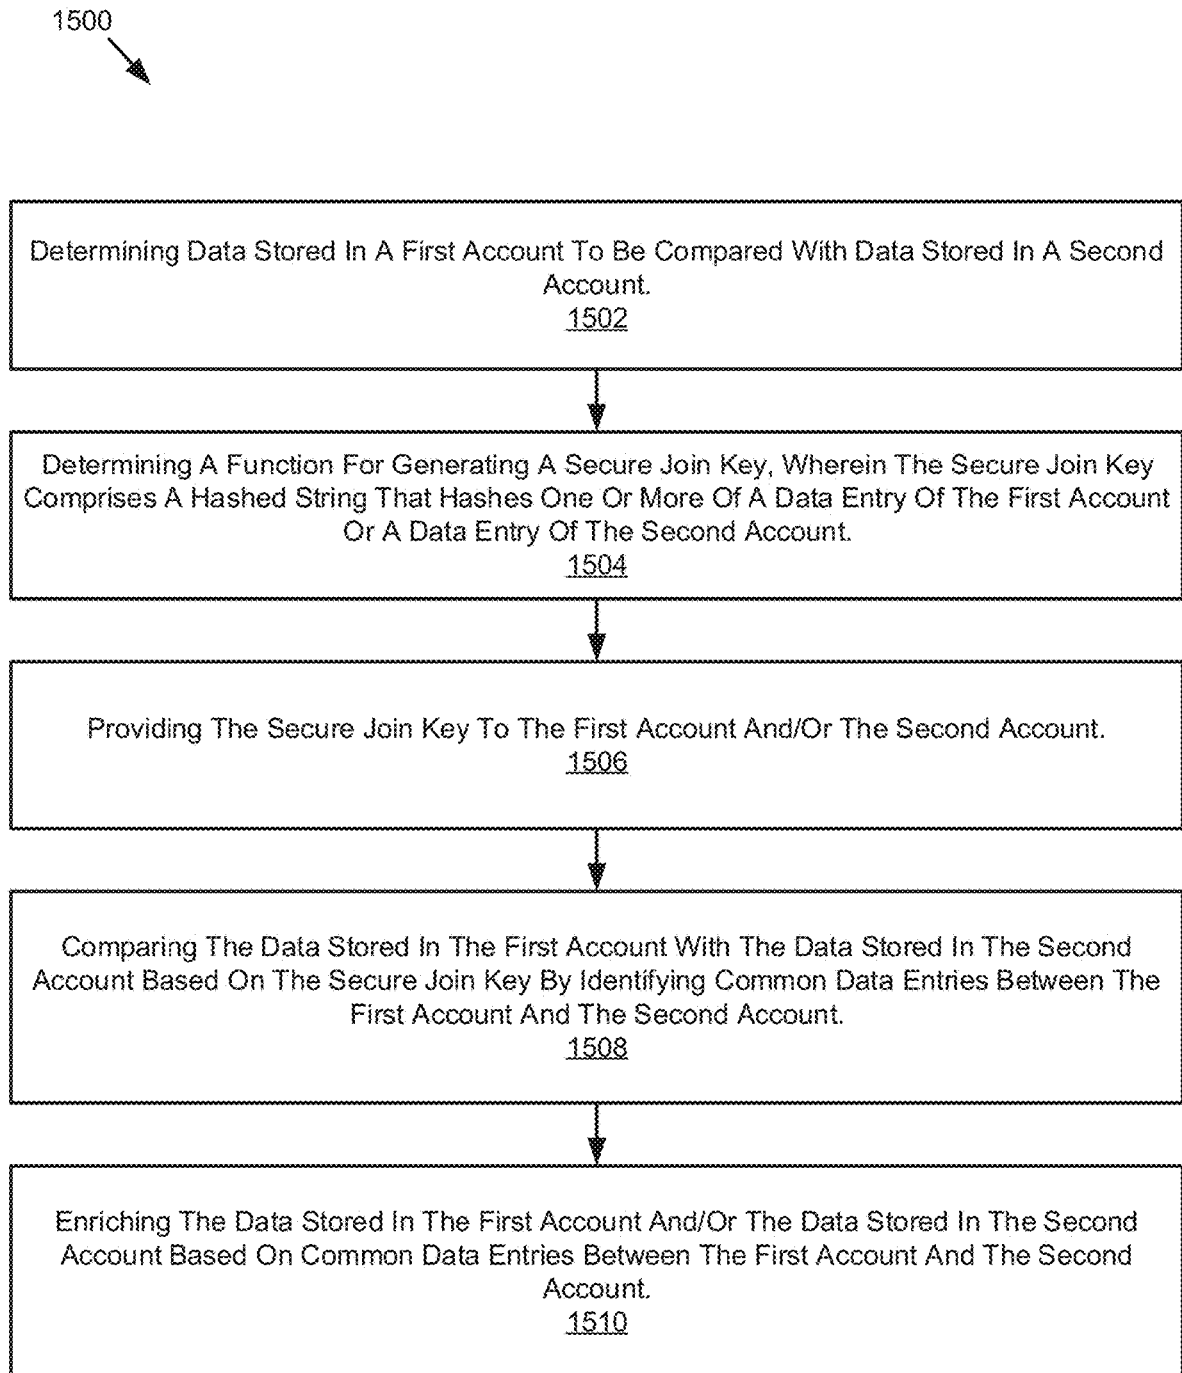 1500
Determining Data Stored In A First Account To Be Compared With Data Stored In A Second
Account.
1502
Determining A Function For Generating A Secure Join Key, Wherein The Secure Join Key
Comprises A Hashed String That Hashes One Or More Of A Data Entry Of The First Account
Or A Data Entry Of The Second Account.
1504
Providing The Secure Join Key To The First Account And/Or The Second Account.
1506
Comparing The Data Stored In The First Account With The Data Stored In The Second
Account Based On The Secure Join Key By Identifying Common Data Entries Between The
First Account And The Second Account.
1508
Enriching The Data Stored In The First Account And/Or The Data Stored In The Second
Account Based On Common Data Entries Between The First Account And The Second
Account.
1510